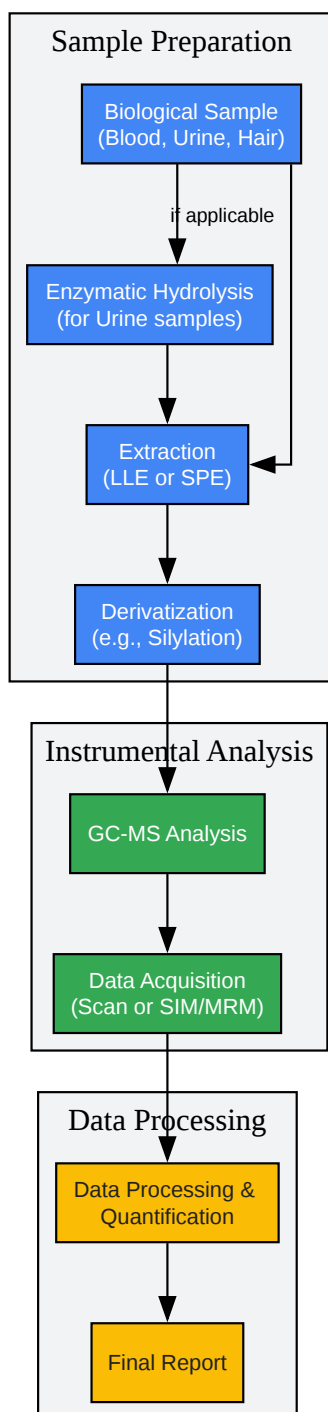 Sample Preparation
Biological Sample
(Blood, Urine, Hair)
if applicable
Enzymatic Hydrolysis
(for Urine samples)
Extraction
(LLE or SPE)
Derivatization
(e.g., Silylation)
Instrumental Analysis
GC-MS Analysis
Data Acquisition
(Scan or SIM/MRM)
Data Processing
Data Processing &
Quantification
Final Report